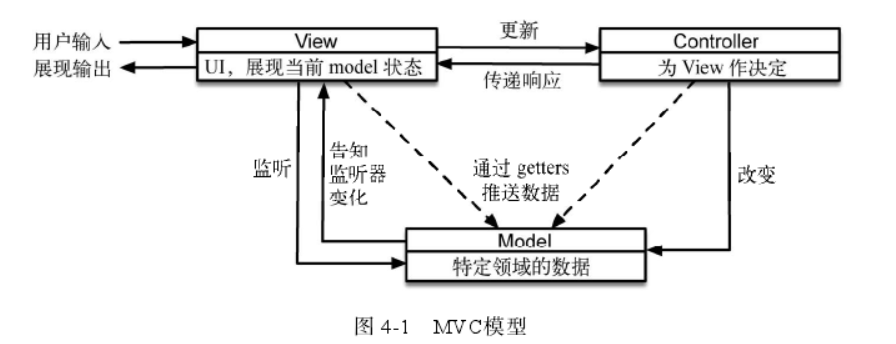 用户输入
展现输出
View
UI，展现当前 model 状态
更新
传递响应
Controller
为 View 作决定
监听
告知
监听器
变化
通过 getters
推送数据
改变
Model
特定领域的数据
图 4-1 MVC模型